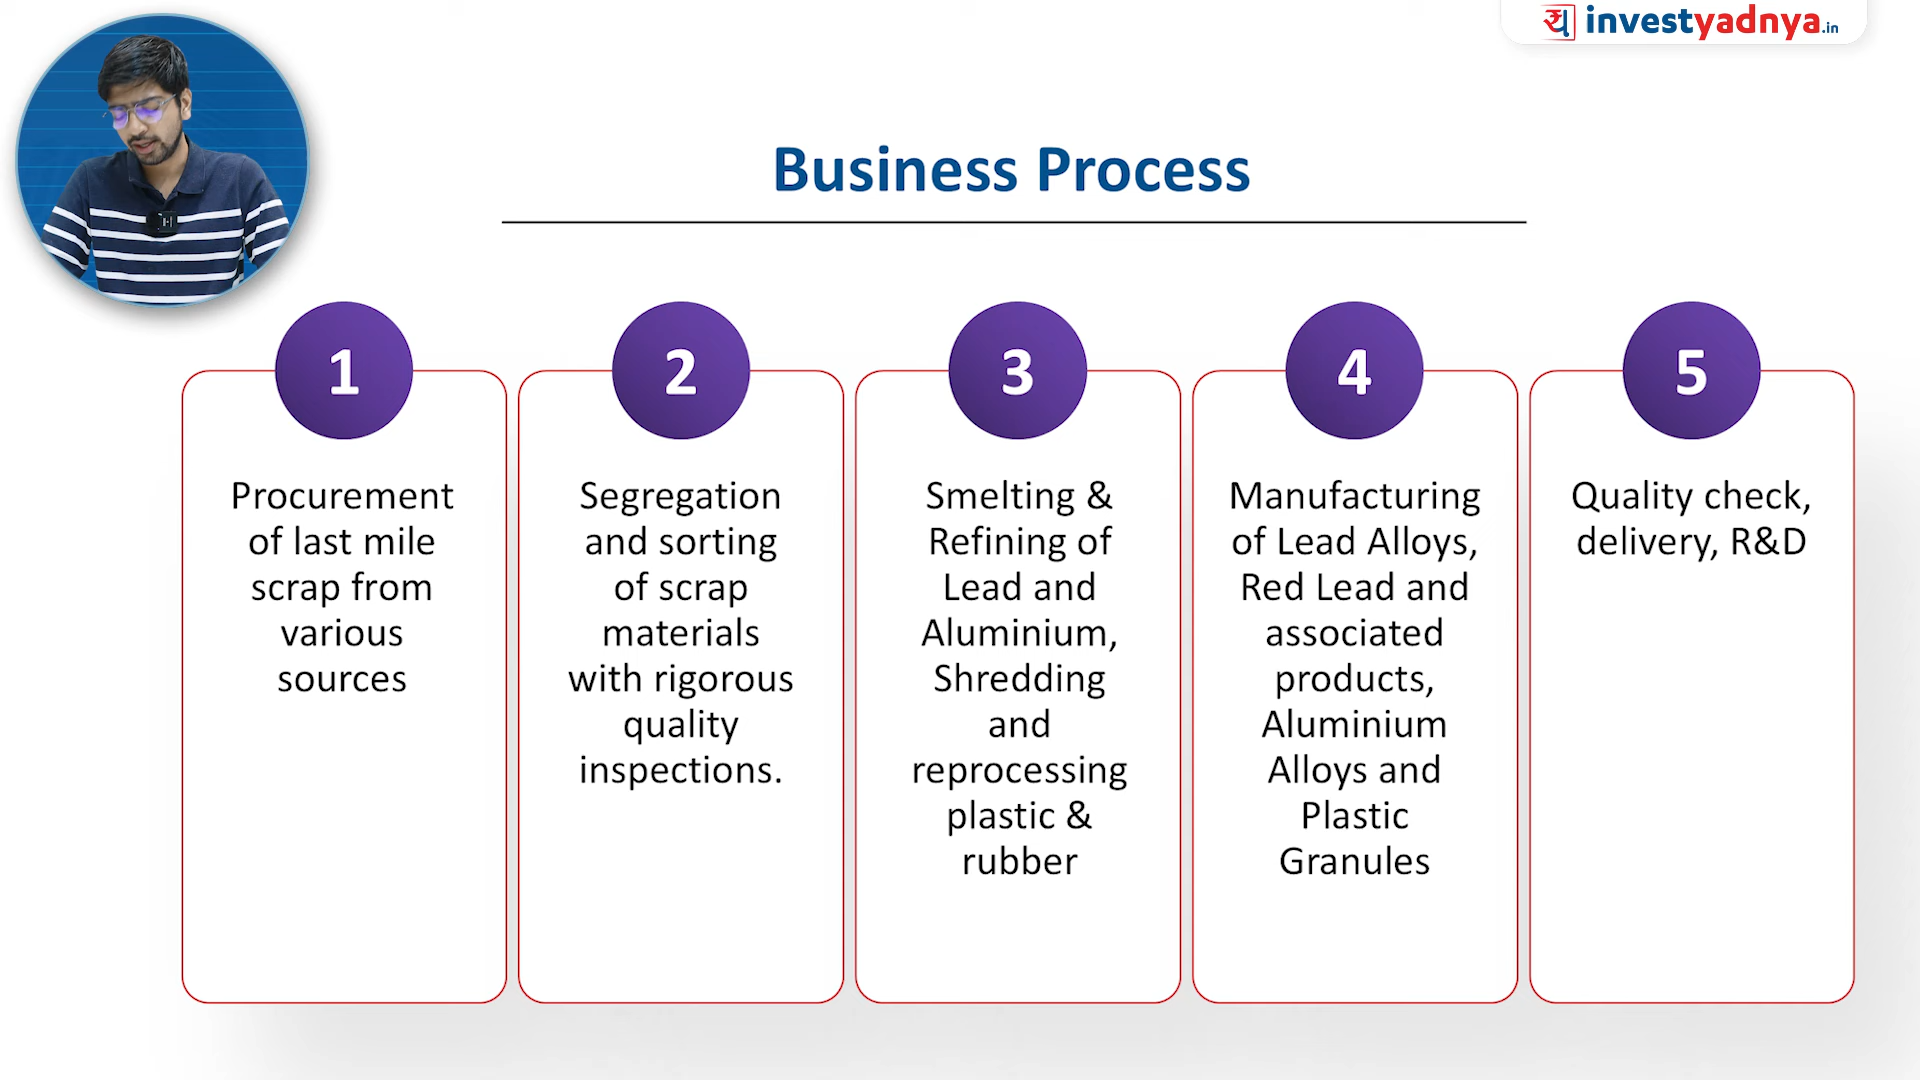 investyadnya.in
Business Process
1
Procurement
of last mile
scrap from
various
sources
2
Segregation
and sorting
of scrap
materials
with rigorous
quality
inspections.
3
Smelting &
Refining of
Lead and
Aluminium,
Shredding
and
reprocessing
plastic &
rubber
4
Manufacturing
of Lead Alloys,
Red Lead and
associated
products,
Aluminium
Alloys and
Plastic
Granules
5
Quality check,
delivery, R&D